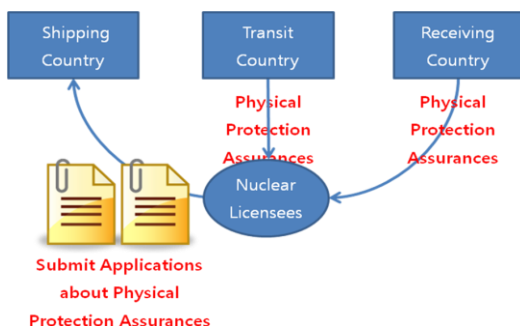 Shipping
Country
Transit
Country
Receiving
Country
Physical
Protection
Assurances
Physical
Protection
Assurances
Nuclear
Licensees
Submit Applications
about Physical
Protection Assurances